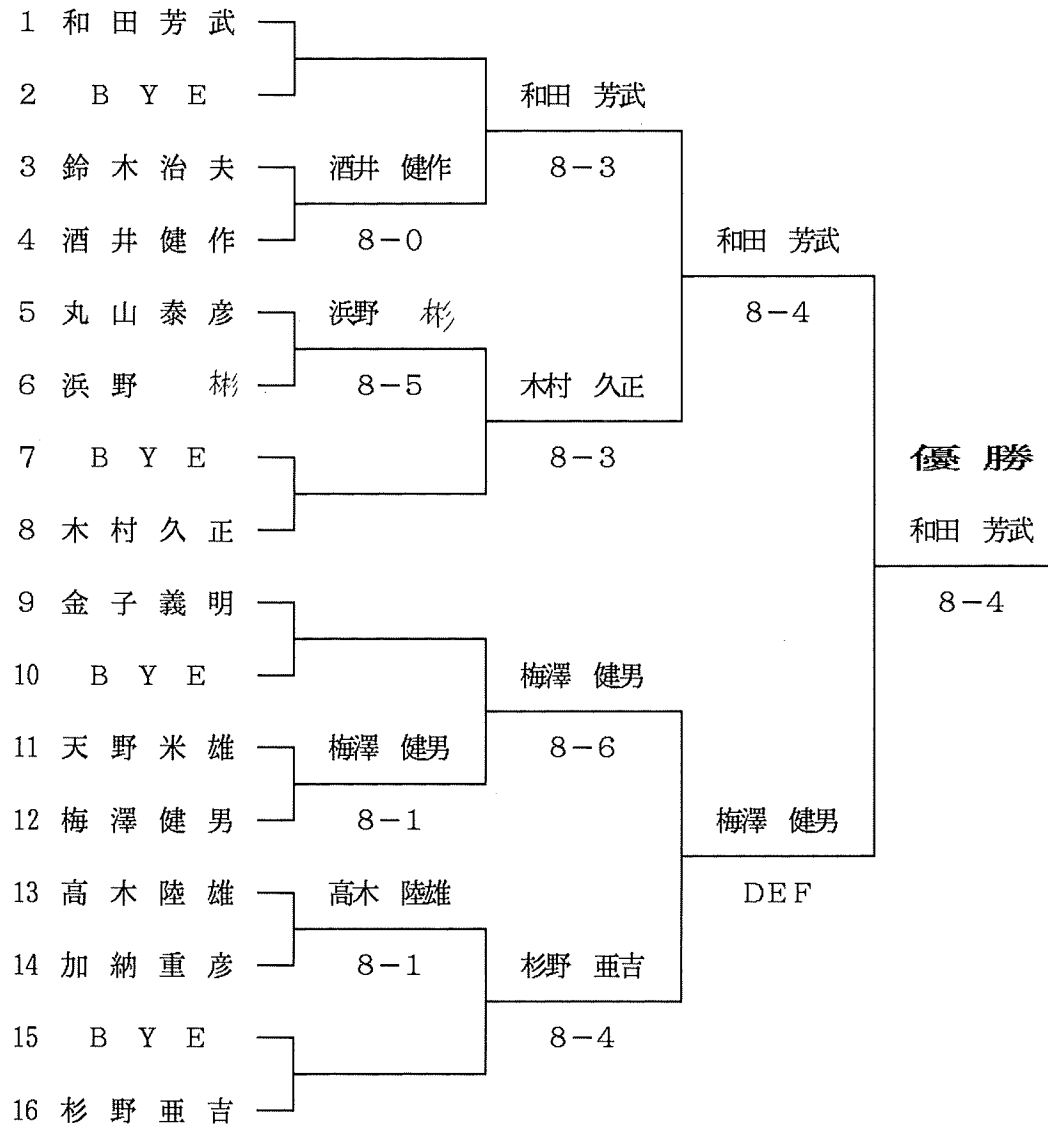 1 和田芳武
2 BYE
和田 芳武
3 鈴木治夫
酒井 健作
8-3
4 酒井健作
8-0
和田 芳武
5 丸山泰彦
浜野 彬
8-4
6 浜野 彬
8-5
木村 久正
7 BYE
8-3
優勝
8 木村久正
和田 芳武
9 金子義明
8-4
10 BYE
梅澤 健男
11 天野米雄
梅澤 健男
8-6
12 梅澤健男
8-1
梅澤 健男
13 高木陸雄
高木 陸雄
DEF
14 加納重彦
8-1
杉野 亜吉
15 BYE
8-4
16 杉野亜吉